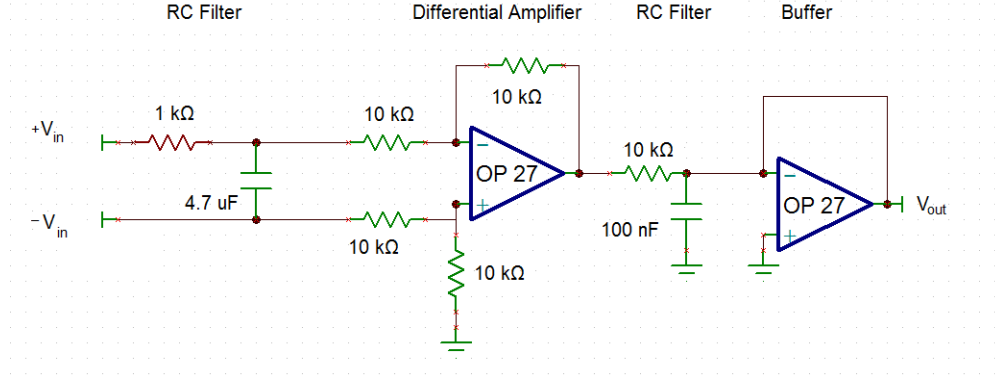 RC Filter
Differential Amplifier
RC Filter
Buffer
10 kΩ
1 kΩ
10 kΩ
+Vin
−
OP 27
+
10 kΩ
−
OP 27
+
Vout
4.7 uF
−Vin
10 kΩ
100 nF
10 kΩ